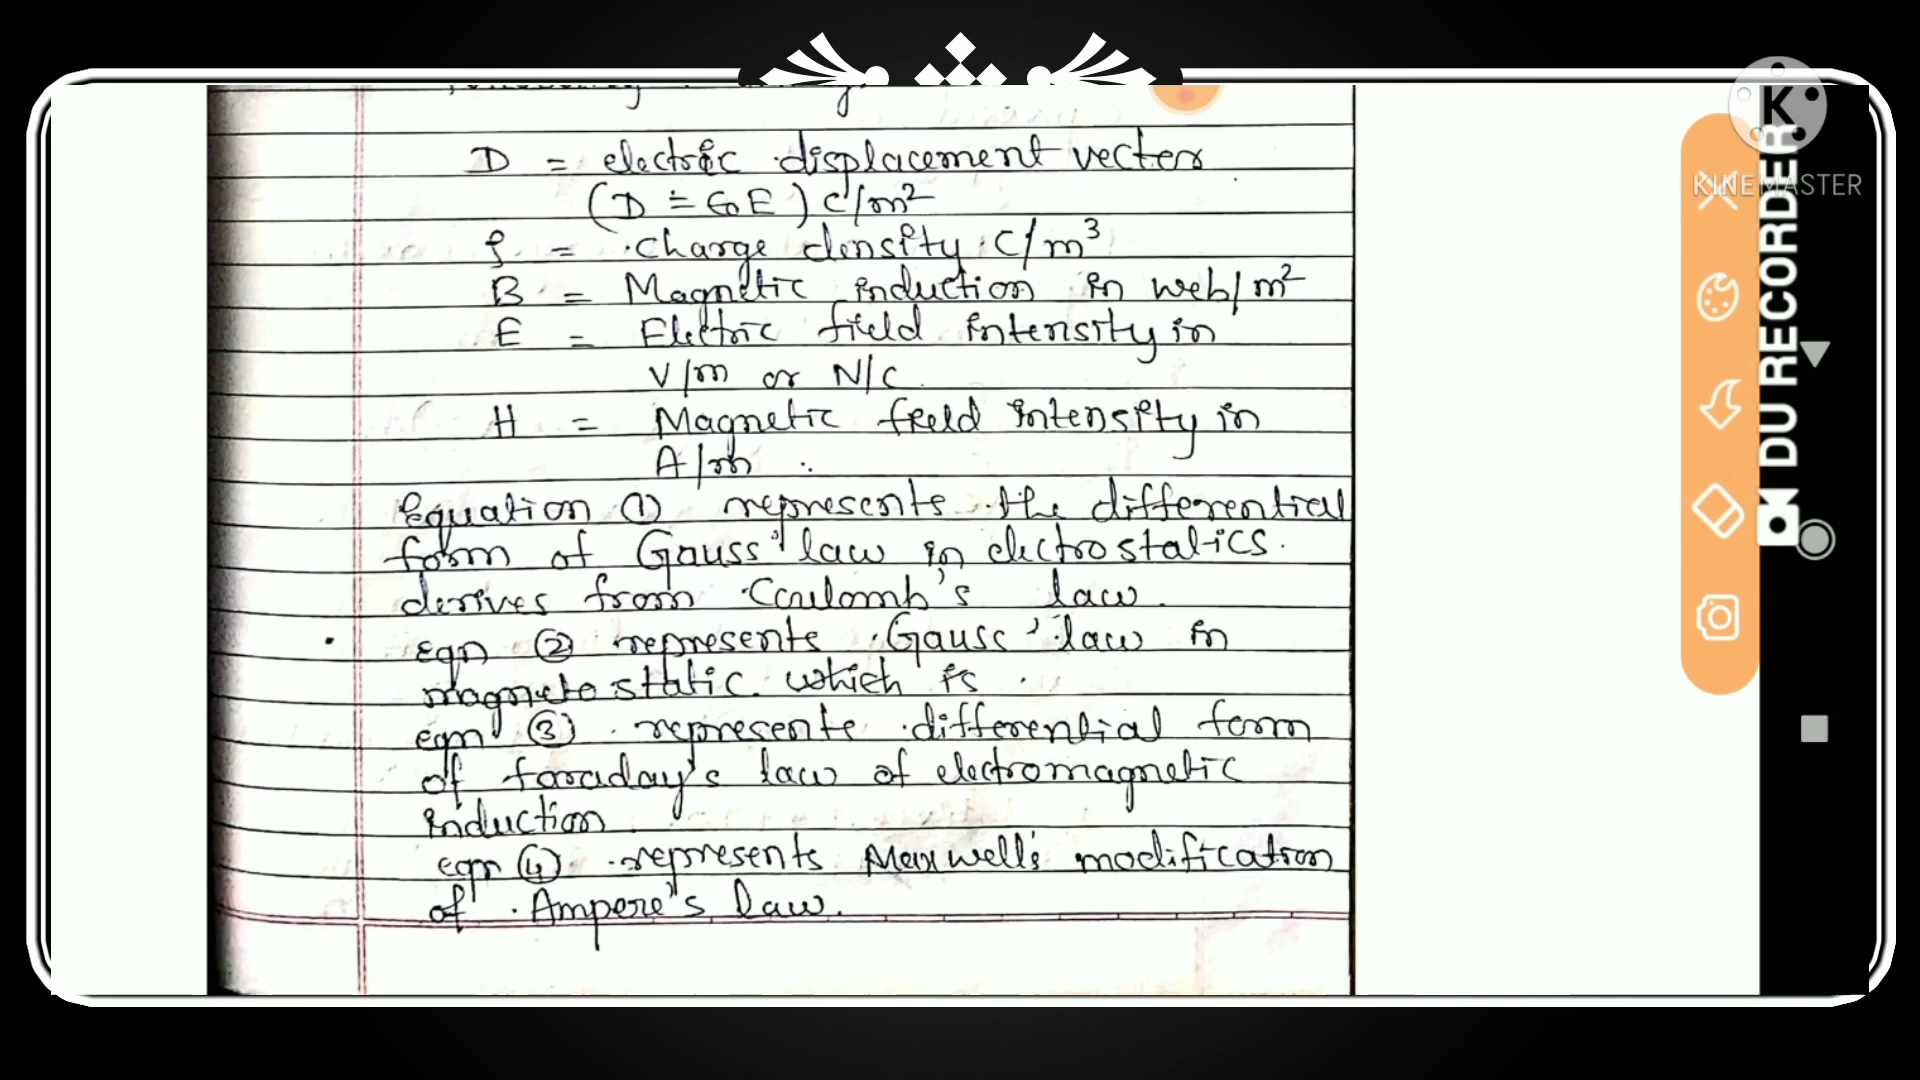 D = electric displacement vector
(D = ε0E) C/m²
ρ = charge density C/m³
B = Magnetic induction in web/m²
E = Electric field intensity in
V/m or N/C
H = Magnetic field intensity in
A/m
Equation ① represents the differential
form of Gauss' law in electrostatics.
derives from Coulomb's law.
eqn ② represents Gauss' law in
magnetostatic which is
eqn ③ represents differential form
of faraday's law of electromagnetic
induction
eqn ④ represents Maxwell's modification
of Ampere's law.
K
KINEMASTER
DU RECORDER